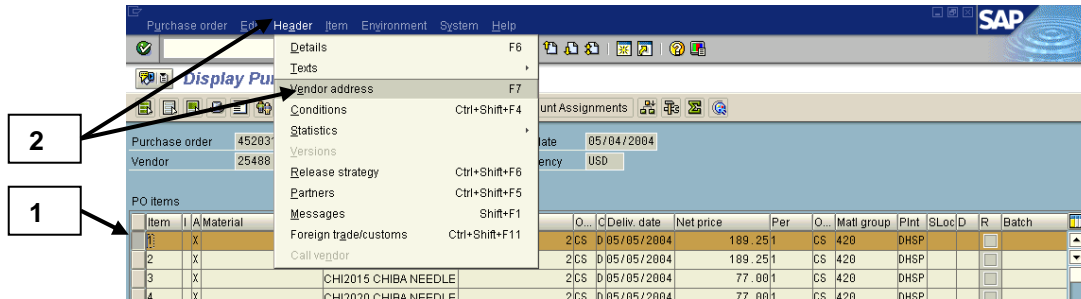 Purchase order Ed Header Item Environment System Help
SAP
Display Pu
Details F6
Texts
Vendor address F7
Conditions Ctrl+Shift+F4
Statistics
Versions
Release strategy Ctrl+Shift+F6
Partners Ctrl+Shift+F5
Messages Shift+F1
Foreign trade/customs Ctrl+Shift+F11
Call vendor
unt Assignments
2
1
Purchase order 45203 late 05/04/2004
Vendor 25488 ency USD
PO items
Item I A Material O... C Deliv. date Net price Per O... Matl group Plnt SLoc D R Batch
1 X 2 CS D 05/05/2004 189.25 1 CS 420 DHSP
2 X 2 CS D 05/05/2004 189.25 1 CS 420 DHSP
3 X CHI2015 CHIBA NEEDLE 2 CS D 05/05/2004 77.00 1 CS 420 DHSP
4 X CHI2020 CHIBA NEEDLE 2 CS D 05/05/2004 77.00 1 CS 420 DHSP